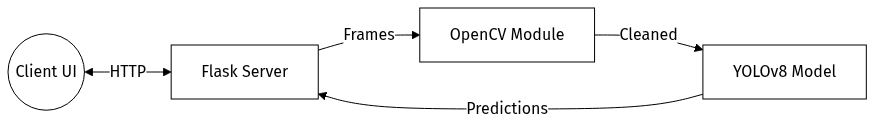 Client UI
HTTP
Flask Server
Frames
OpenCV Module
Cleaned
YOLOv8 Model
Predictions